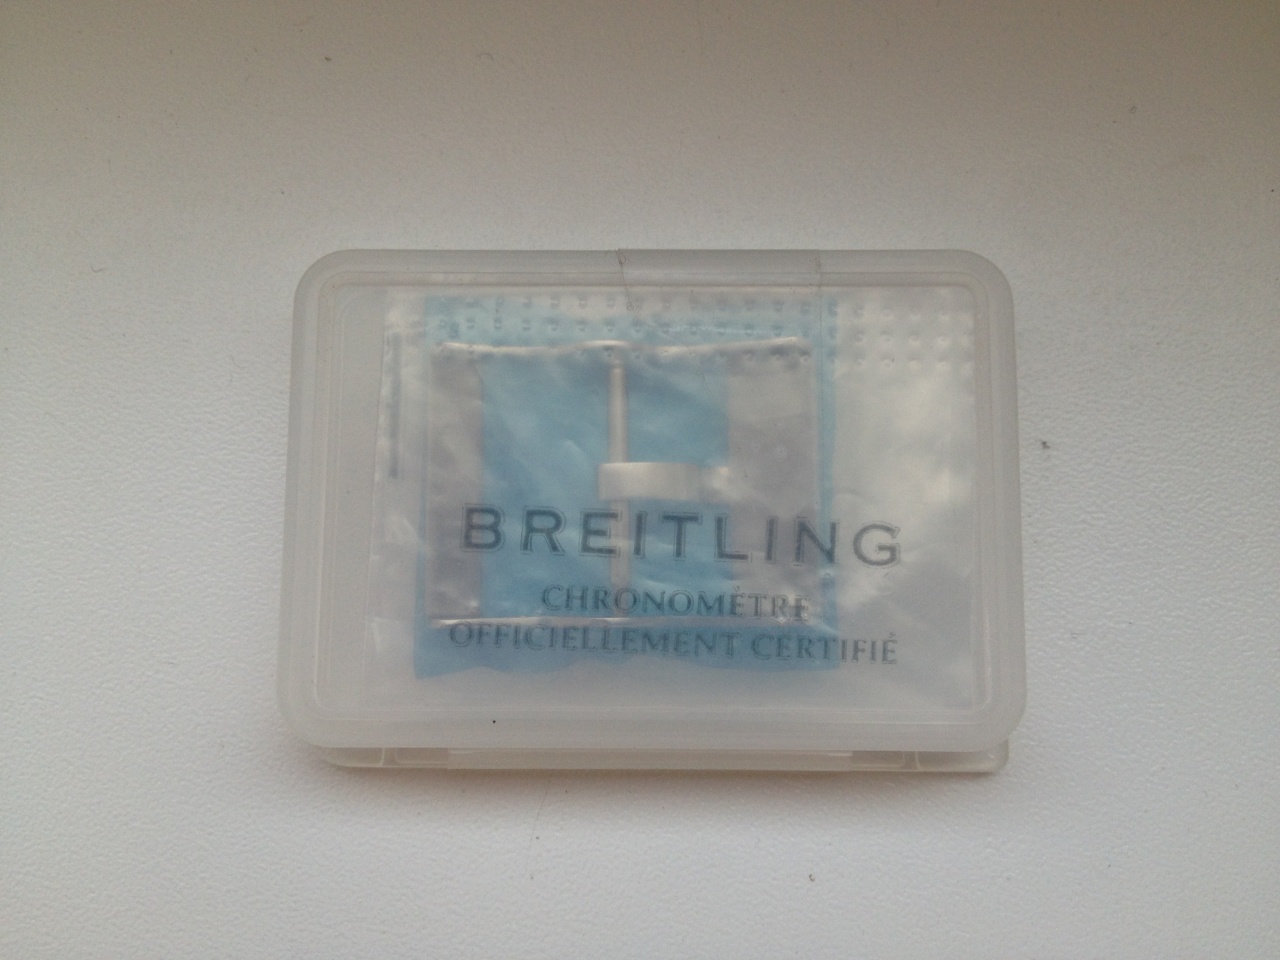 BREITLING
CHRONOMÈTRE
OFFICIELLEMENT CERTIFIÉ